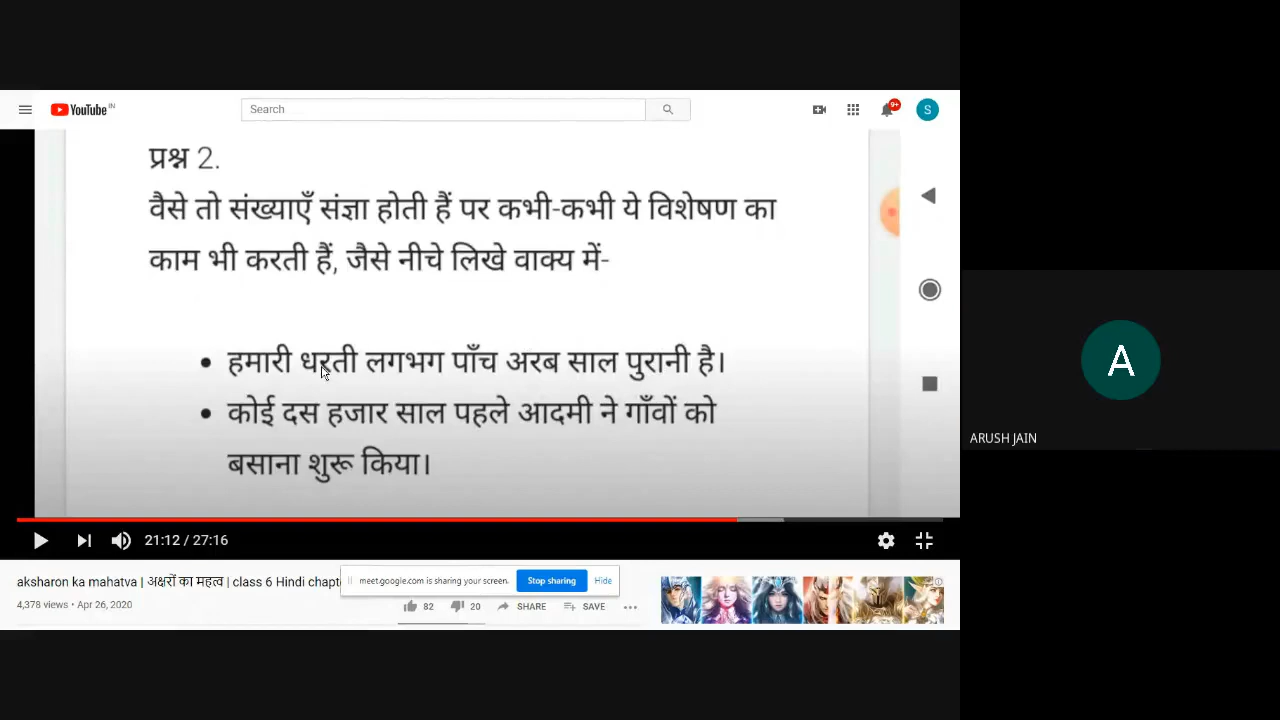 YouTube IN
Search
9+
S
प्रश्न 2.
वैसे तो संख्याएँ संज्ञा होती हैं पर कभी-कभी ये विशेषण का
काम भी करती हैं, जैसे नीचे लिखे वाक्य में-
• हमारी धरती लगभग पाँच अरब साल पुरानी है।
• कोई दस हजार साल पहले आदमी ने गाँवों को
बसाना शुरू किया।
A
ARUSH JAIN
21:12 / 27:16
aksharon ka mahatva | अक्षरों का महत्व | class 6 Hindi chapt
meet.google.com is sharing your screen.
Stop sharing
Hide
4,378 views • Apr 26, 2020
82
20
SHARE
SAVE